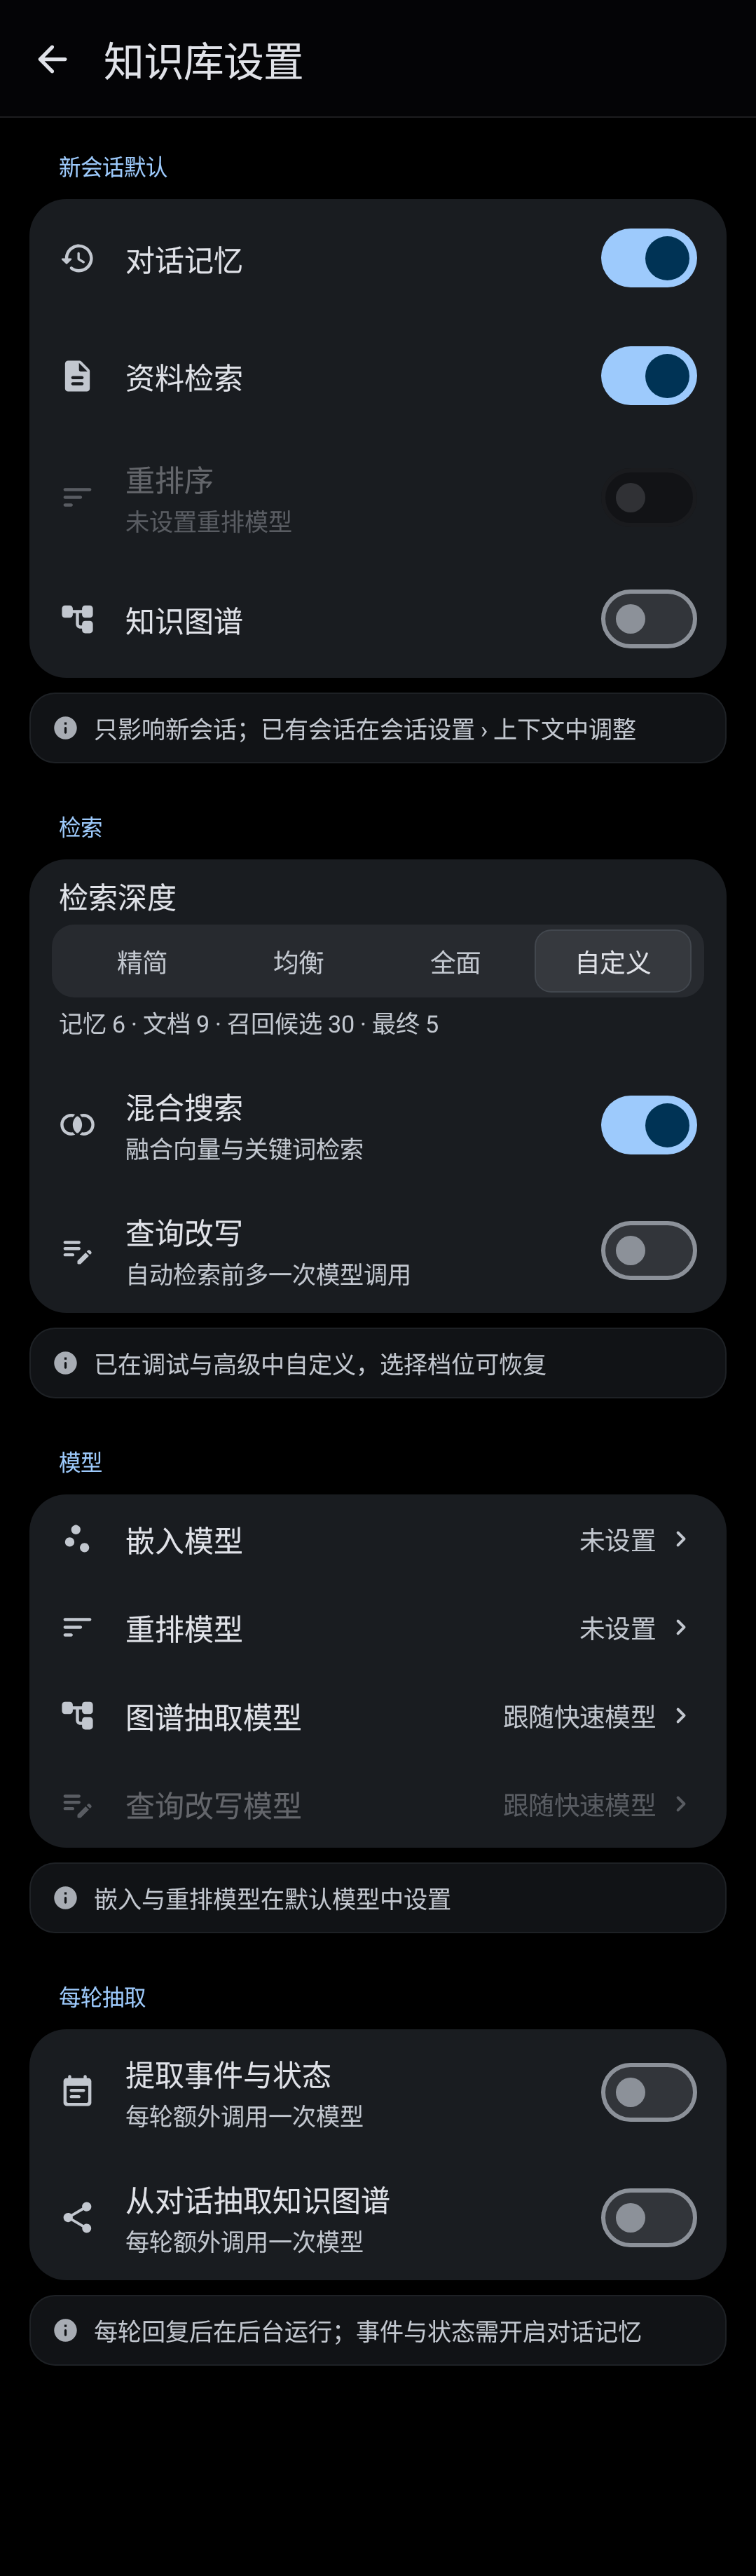 知识库设置
新会话默认
对话记忆
资料检索
重排序
未设置重排模型
知识图谱
只影响新会话；已有会话在会话设置 › 上下文中调整
检索
检索深度
精简 均衡 全面 自定义
记忆 6 · 文档 9 · 召回候选 30 · 最终 5
混合搜索
融合向量与关键词检索
查询改写
自动检索前多一次模型调用
已在调试与高级中自定义，选择档位可恢复
模型
嵌入模型 未设置
重排模型 未设置
图谱抽取模型 跟随快速模型
查询改写模型 跟随快速模型
嵌入与重排模型在默认模型中设置
每轮抽取
提取事件与状态
每轮额外调用一次模型
从对话抽取知识图谱
每轮额外调用一次模型
每轮回复后在后台运行；事件与状态需开启对话记忆